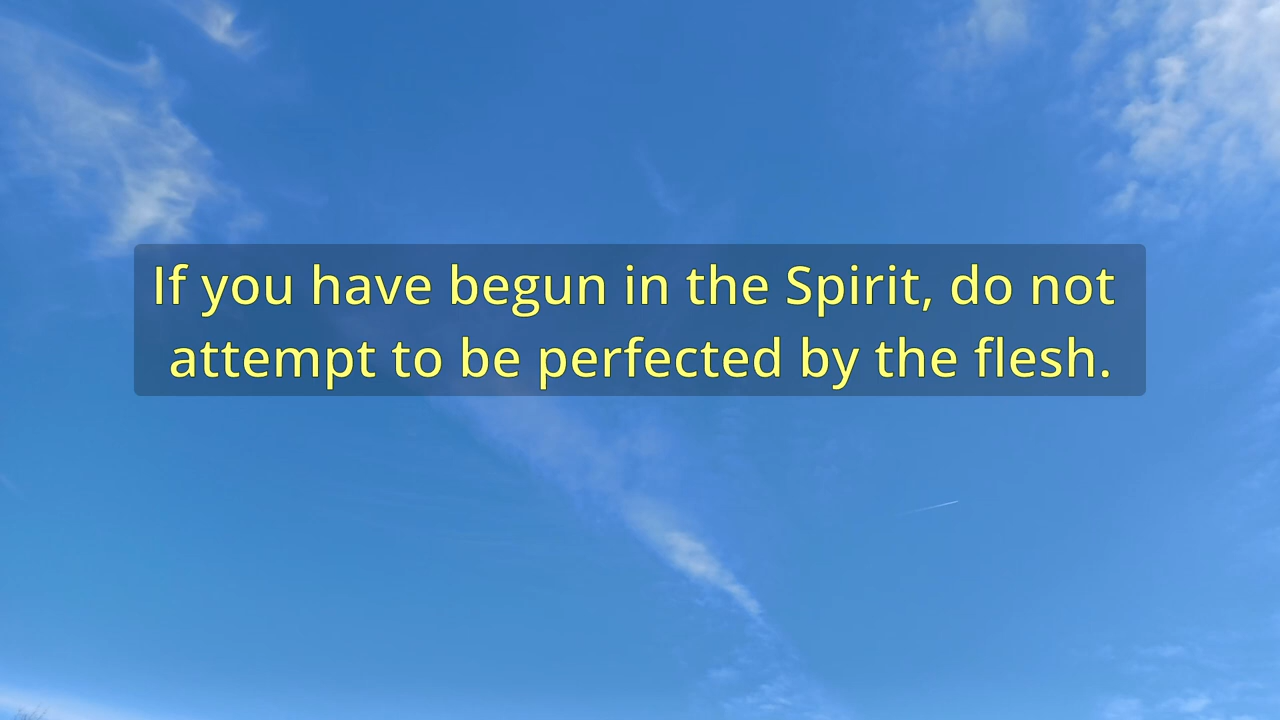 If you have begun in the Spirit, do not
attempt to be perfected by the flesh.